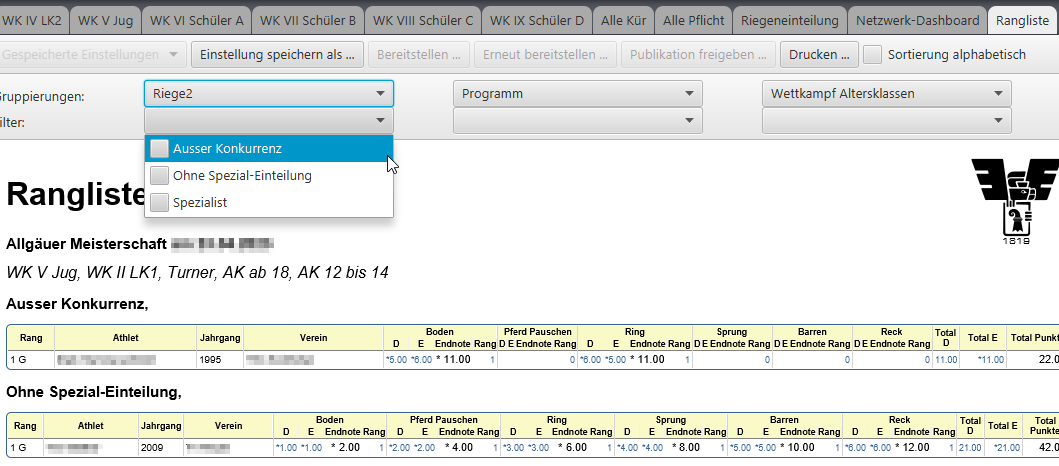 WK IV LK2 WK V Jug WK VI Schüler A WK VII Schüler B WK VIII Schüler C WK IX Schüler D Alle Kür Alle Pflicht Riegeneinteilung Netzwerk-Dashboard Rangliste
Gespeicherte Einstellungen Einstellung speichern als ... Bereitstellen ... Erneut bereitstellen ... Publikation freigeben ... Drucken ... Sortierung alphabetisch
ruppierungen: Riege2 Programm Wettkampf Altersklassen
ilter:
Ausser Konkurrenz
Ohne Spezial-Einteilung
Spezialist
Rangliste
1819
Allgäuer Meisterschaft
WK V Jug, WK II LK1, Turner, AK ab 18, AK 12 bis 14
Ausser Konkurrenz,
Rang Athlet Jahrgang Verein Boden Pferd Pauschen Ring Sprung Barren Reck Total D Total E Total Punkt
D E Endnote Rang D E Endnote Rang D E Endnote Rang D E Endnote Rang D E Endnote Rang D E Endnote Rang
1 G 1995 *5.00 *6.00 * 11.00 1 0 *6.00 *5.00 * 11.00 1 0 0 0 11.00 *11.00 22.0
Ohne Spezial-Einteilung,
Rang Athlet Jahrgang Verein Boden Pferd Pauschen Ring Sprung Barren Reck Total D Total E Total Punkte
D E Endnote Rang D E Endnote Rang D E Endnote Rang D E Endnote Rang D E Endnote Rang D E Endnote Rang
1 G 2009 *1.00 *1.00 * 2.00 1 *2.00 *2.00 * 4.00 1 *3.00 *3.00 * 6.00 1 *4.00 *4.00 * 8.00 1 *5.00 *5.00 * 10.00 1 *6.00 *6.00 * 12.00 1 21.00 *21.00 42.0